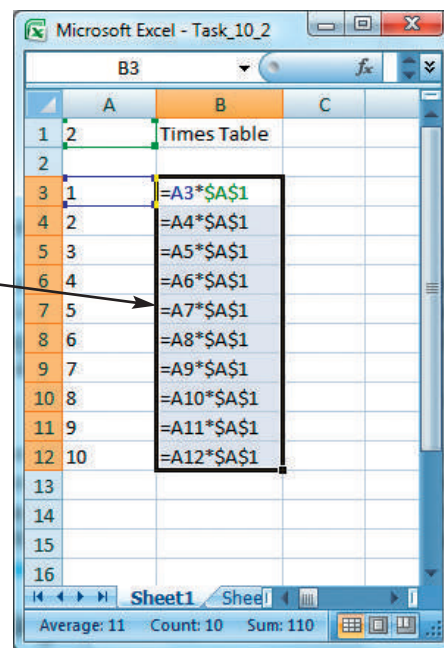 Microsoft Excel - Task_10_2
B3 fx
A B C
1 2 Times Table
2
3 1 =A3*$A$1
4 2 =A4*$A$1
5 3 =A5*$A$1
6 4 =A6*$A$1
7 5 =A7*$A$1
8 6 =A8*$A$1
9 7 =A9*$A$1
10 8 =A10*$A$1
11 9 =A11*$A$1
12 10 =A12*$A$1
13
14
15
16
Sheet1 Sheet
Average: 11 Count: 10 Sum: 110